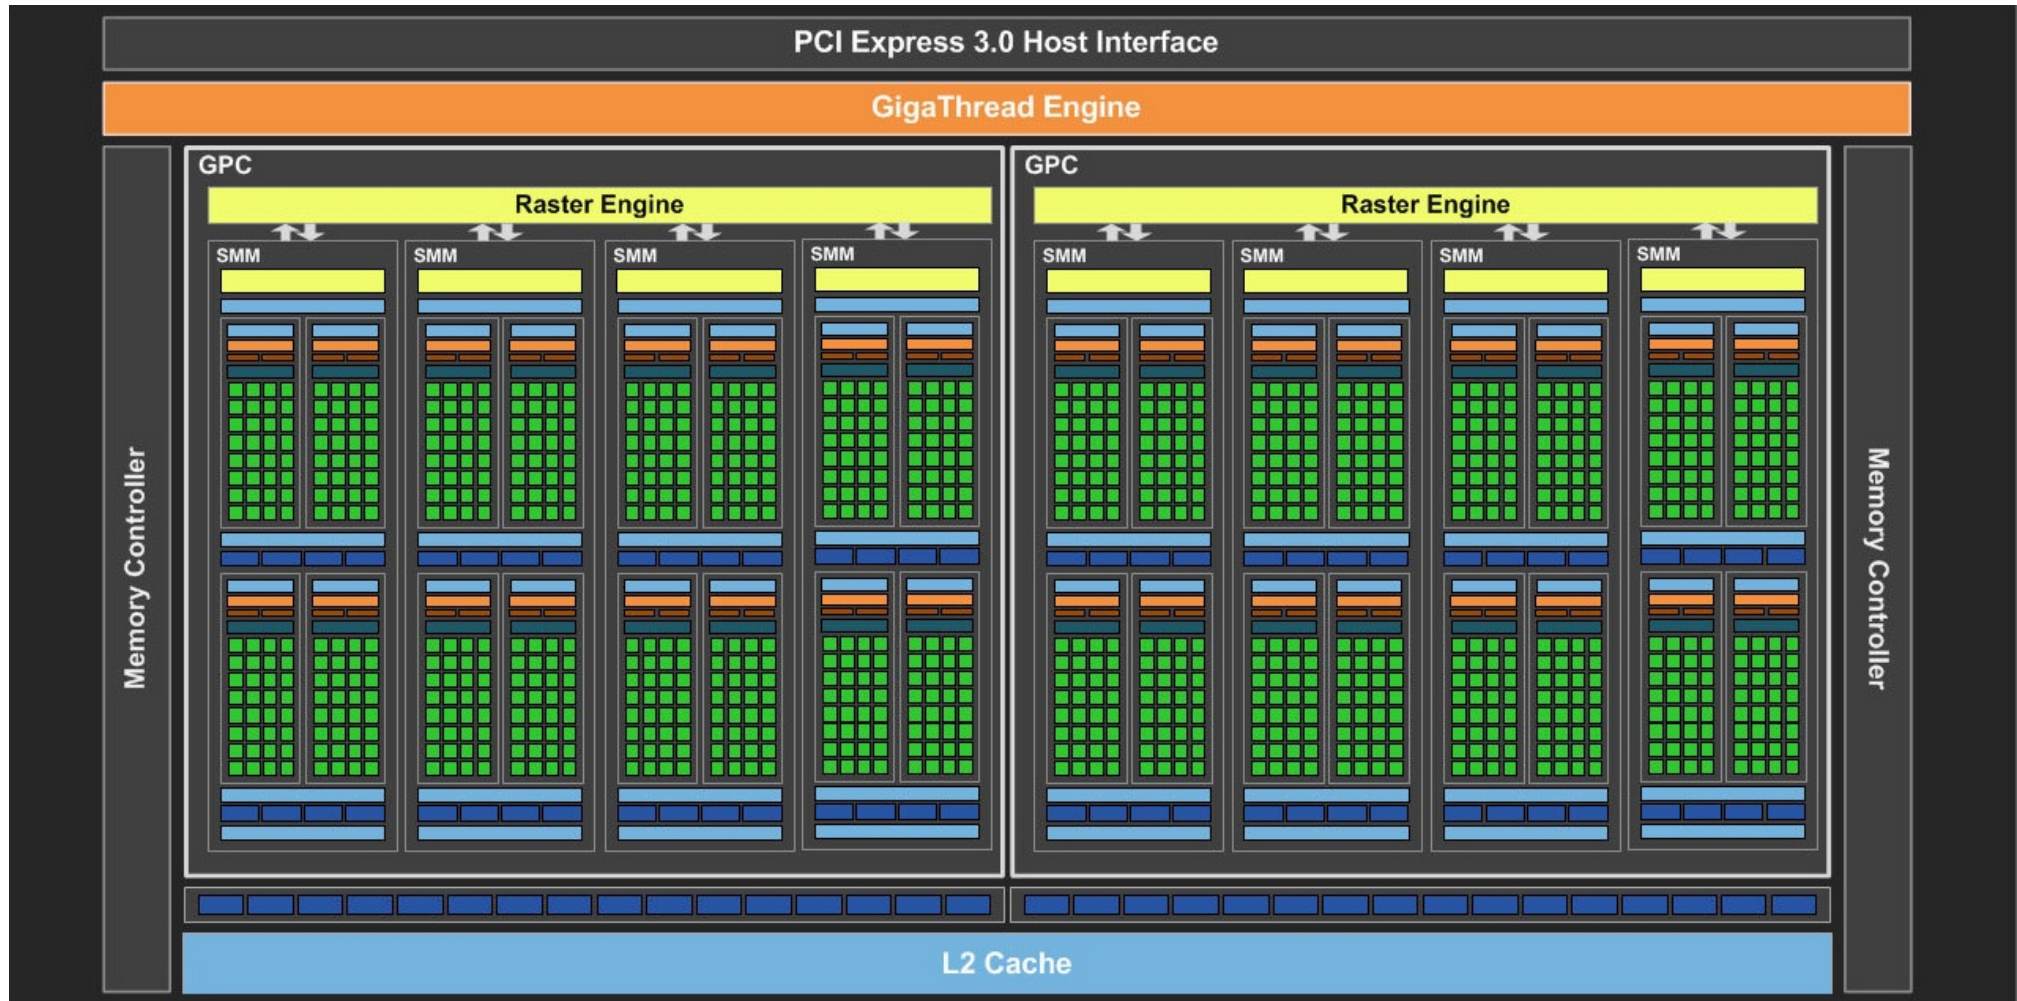 PCI Express 3.0 Host Interface
GigaThread Engine
Memory Controller
GPC
Raster Engine
SMM
SMM
SMM
SMM
GPC
Raster Engine
SMM
SMM
SMM
SMM
Memory Controller
L2 Cache